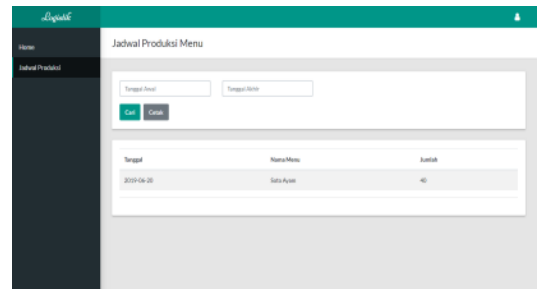 Logistik
Home
Jadwal Produksi
Jadwal Produksi Menu
Tanggal Awal
Tanggal Akhir
Cari
Cetak
Tanggal Nama Menu Jumlah
2019-06-28 Sate Ayam 40